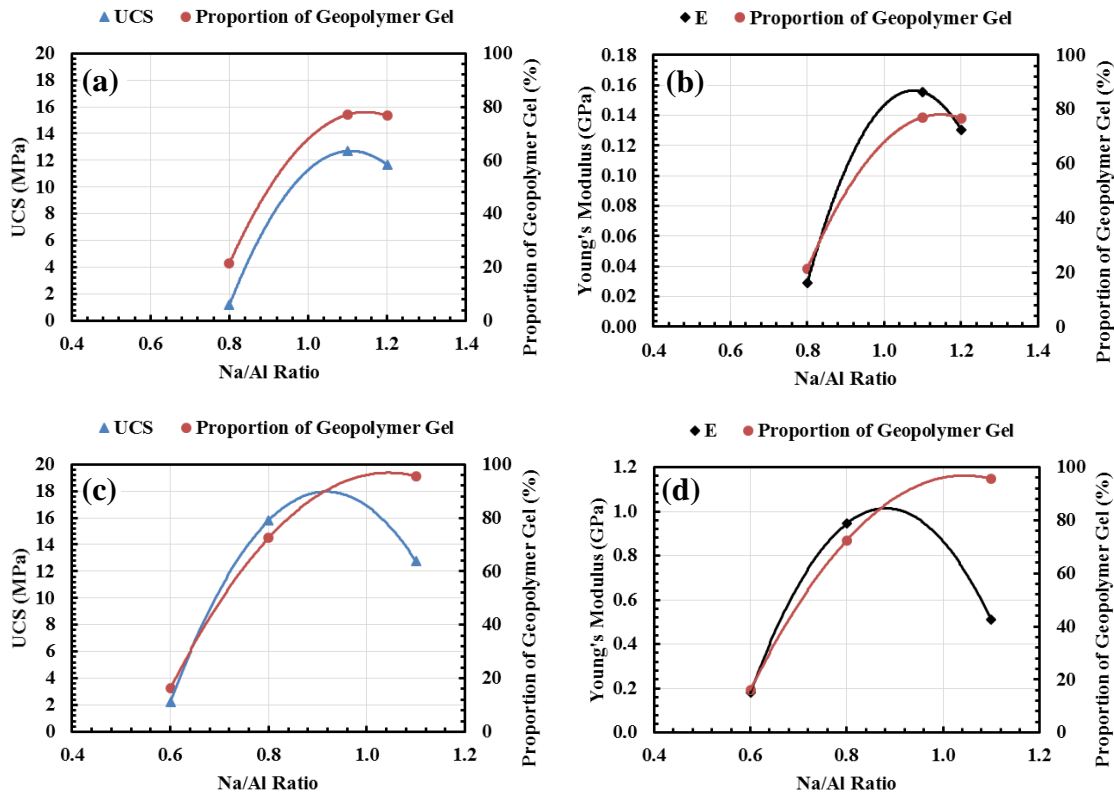 UCS Proportion of Geopolymer Gel
(a)
UCS (MPa)
20
18
16
14
12
10
8
6
4
2
0
100
80
60
40
20
0
Proportion of Geopolymer Gel (%)
0.4 0.6 0.8 1.0 1.2 1.4
Na/Al Ratio
E Proportion of Geopolymer Gel
(b)
Young's Modulus (GPa)
0.18
0.16
0.14
0.12
0.10
0.08
0.06
0.04
0.02
0.00
100
80
60
40
20
0
Proportion of Geopolymer Gel (%)
0.4 0.6 0.8 1.0 1.2 1.4
Na/Al Ratio
UCS Proportion of Geopolymer Gel
(c)
UCS (MPa)
20
18
16
14
12
10
8
6
4
2
0
100
80
60
40
20
0
Proportion of Geopolymer Gel (%)
0.4 0.6 0.8 1.0 1.2
Na/Al Ratio
E Proportion of Geopolymer Gel
(d)
Young's Modulus (GPa)
1.2
1.0
0.8
0.6
0.4
0.2
0.0
100
80
60
40
20
0
Proportion of Geopolymer Gel (%)
0.4 0.6 0.8 1.0 1.2
Na/Al Ratio